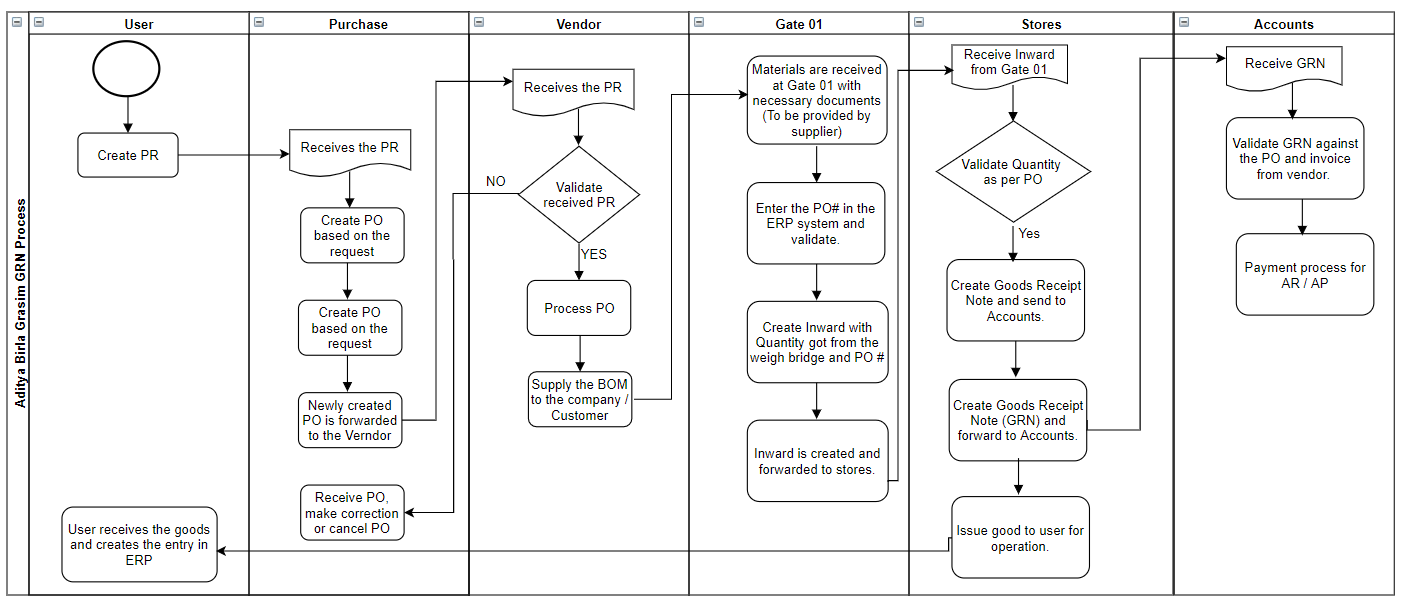 User
Purchase
Vendor
Gate 01
Stores
Accounts
Aditya Birla Grasim GRN Process
Create PR
User receives the goods
and creates the entry in
ERP
Receives the PR
Create PO
based on the
request
Create PO
based on the
request
Newly created
PO is forwarded
to the Verndor
Receive PO,
make correction
or cancel PO
Receives the PR
Validate
received PR
NO
YES
Process PO
Supply the BOM
to the company /
Customer
Materials are received
at Gate 01 with
necessary documents
(To be provided by
supplier)
Enter the PO# in the
ERP system and
validate.
Create Inward with
Quantity got from the
weigh bridge and PO #
Inward is created and
forwarded to stores.
Receive Inward
from Gate 01
Validate Quantity
as per PO
Yes
Create Goods Receipt
Note and send to
Accounts.
Create Goods Receipt
Note (GRN) and
forward to Accounts.
Issue good to user for
operation.
Receive GRN
Validate GRN against
the PO and invoice
from vendor.
Payment process for
AR / AP